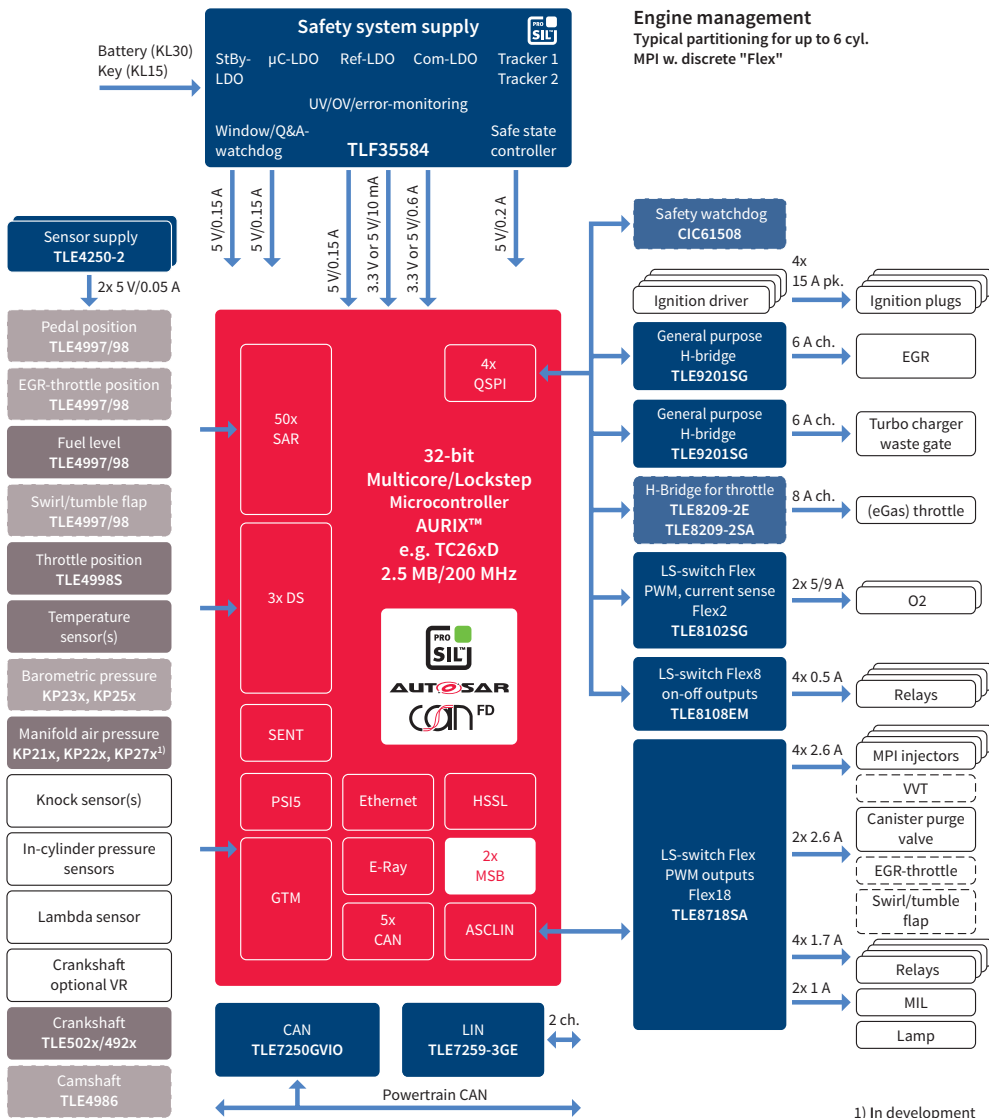 Engine management
Typical partitioning for up to 6 cyl.
MPI w. discrete "Flex"
Battery (KL30)
Key (KL15)
Safety system supply
PRO
SIL™
StBy-
LDO
µC-LDO
Ref-LDO
Com-LDO
Tracker 1
Tracker 2
UV/OV/error-monitoring
Window/Q&A-
watchdog
TLF35584
Safe state
controller
5 V/0.15 A
5 V/0.15 A
5 V/0.15 A
3.3 V or 5 V/10 mA
3.3 V or 5 V/0.6 A
5 V/0.2 A
Sensor supply
TLE4250-2
2x 5 V/0.05 A
Pedal position
TLE4997/98
EGR-throttle position
TLE4997/98
Fuel level
TLE4997/98
Swirl/tumble flap
TLE4997/98
Throttle position
TLE4998S
Temperature
sensor(s)
Barometric pressure
KP23x, KP25x
Manifold air pressure
KP21x, KP22x, KP27x1)
Knock sensor(s)
In-cylinder pressure
sensors
Lambda sensor
Crankshaft
optional VR
Crankshaft
TLE502x/492x
Camshaft
TLE4986
50x
SAR
3x DS
SENT
PSI5
GTM
4x
QSPI
32-bit
Multicore/Lockstep
Microcontroller
AURIX™
e.g. TC26xD
2.5 MB/200 MHz
PRO
SIL™
AUTOSAR
CAN FD
Ethernet
HSSL
E-Ray
2x
MSB
5x
CAN
ASCLIN
CAN
TLE7250GVIO
LIN
TLE7259-3GE
2 ch.
Powertrain CAN
Safety watchdog
CIC61508
Ignition driver
4x
15 A pk.
Ignition plugs
General purpose
H-bridge
TLE9201SG
6 A ch.
EGR
General purpose
H-bridge
TLE9201SG
6 A ch.
Turbo charger
waste gate
H-Bridge for throttle
TLE8209-2E
TLE8209-2SA
8 A ch.
(eGas) throttle
LS-switch Flex
PWM, current sense
Flex2
TLE8102SG
2x 5/9 A
O2
LS-switch Flex8
on-off outputs
TLE8108EM
4x 0.5 A
Relays
LS-switch Flex
PWM outputs
Flex18
TLE8718SA
4x 2.6 A
MPI injectors
VVT
2x 2.6 A
Canister purge
valve
EGR-throttle
Swirl/tumble
flap
4x 1.7 A
Relays
2x 1 A
MIL
Lamp
1) In development